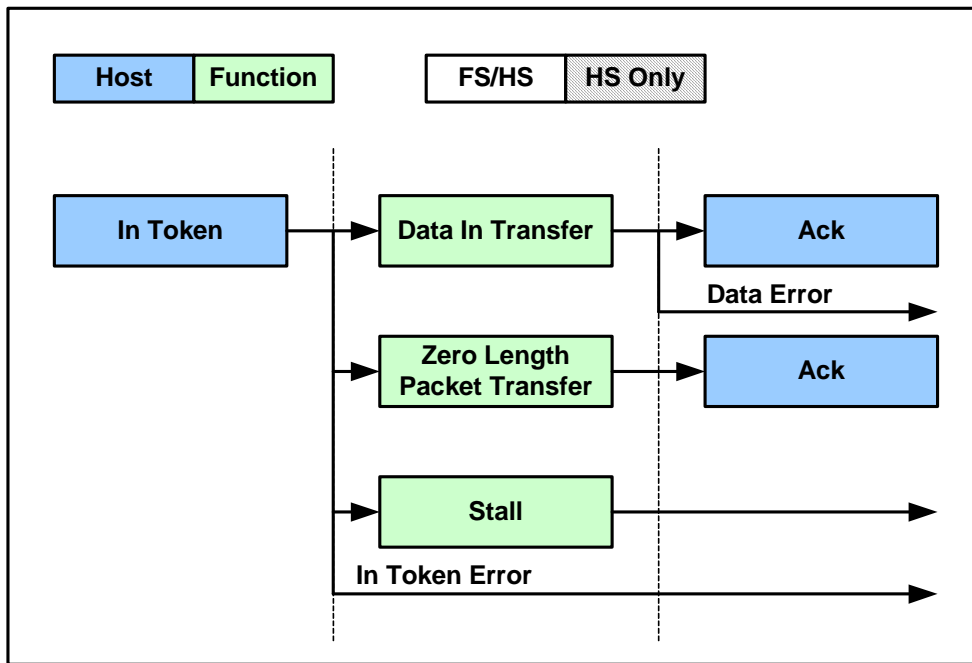 Host
Function
FS/HS
HS Only
In Token
Data In Transfer
Ack
Data Error
Zero Length
Packet Transfer
Ack
Stall
In Token Error